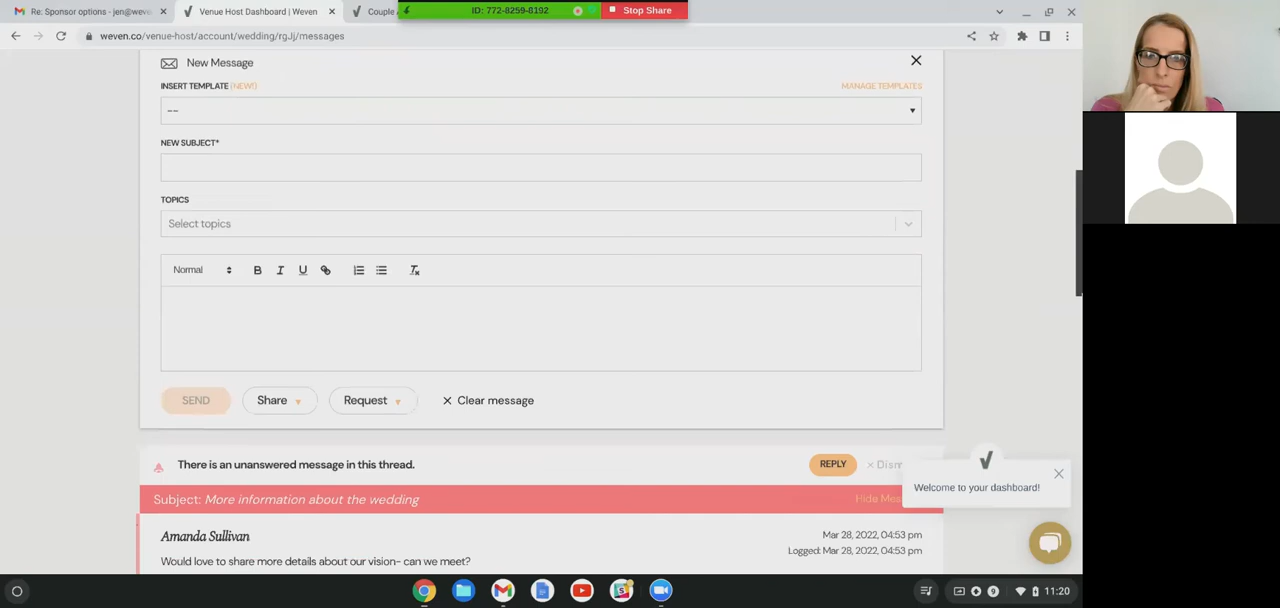 Re: Sponsor options - jen@weve
Venue Host Dashboard | Weven
Couple
ID: 772-8259-8192
Stop Share
weven.co/venue-host/account/wedding/rgJj/messages
New Message
INSERT TEMPLATE (NEW!)
MANAGE TEMPLATES
--
NEW SUBJECT*
TOPICS
Select topics
Normal
B I U
SEND
Share
Request
Clear message
There is an unanswered message in this thread.
REPLY
Dism
Subject: More information about the wedding
Hide Mes
Welcome to your dashboard!
Amanda Sullivan
Mar 28, 2022, 04:53 pm
Logged: Mar 28, 2022, 04:53 pm
Would love to share more details about our vision- can we meet?
9
11:20